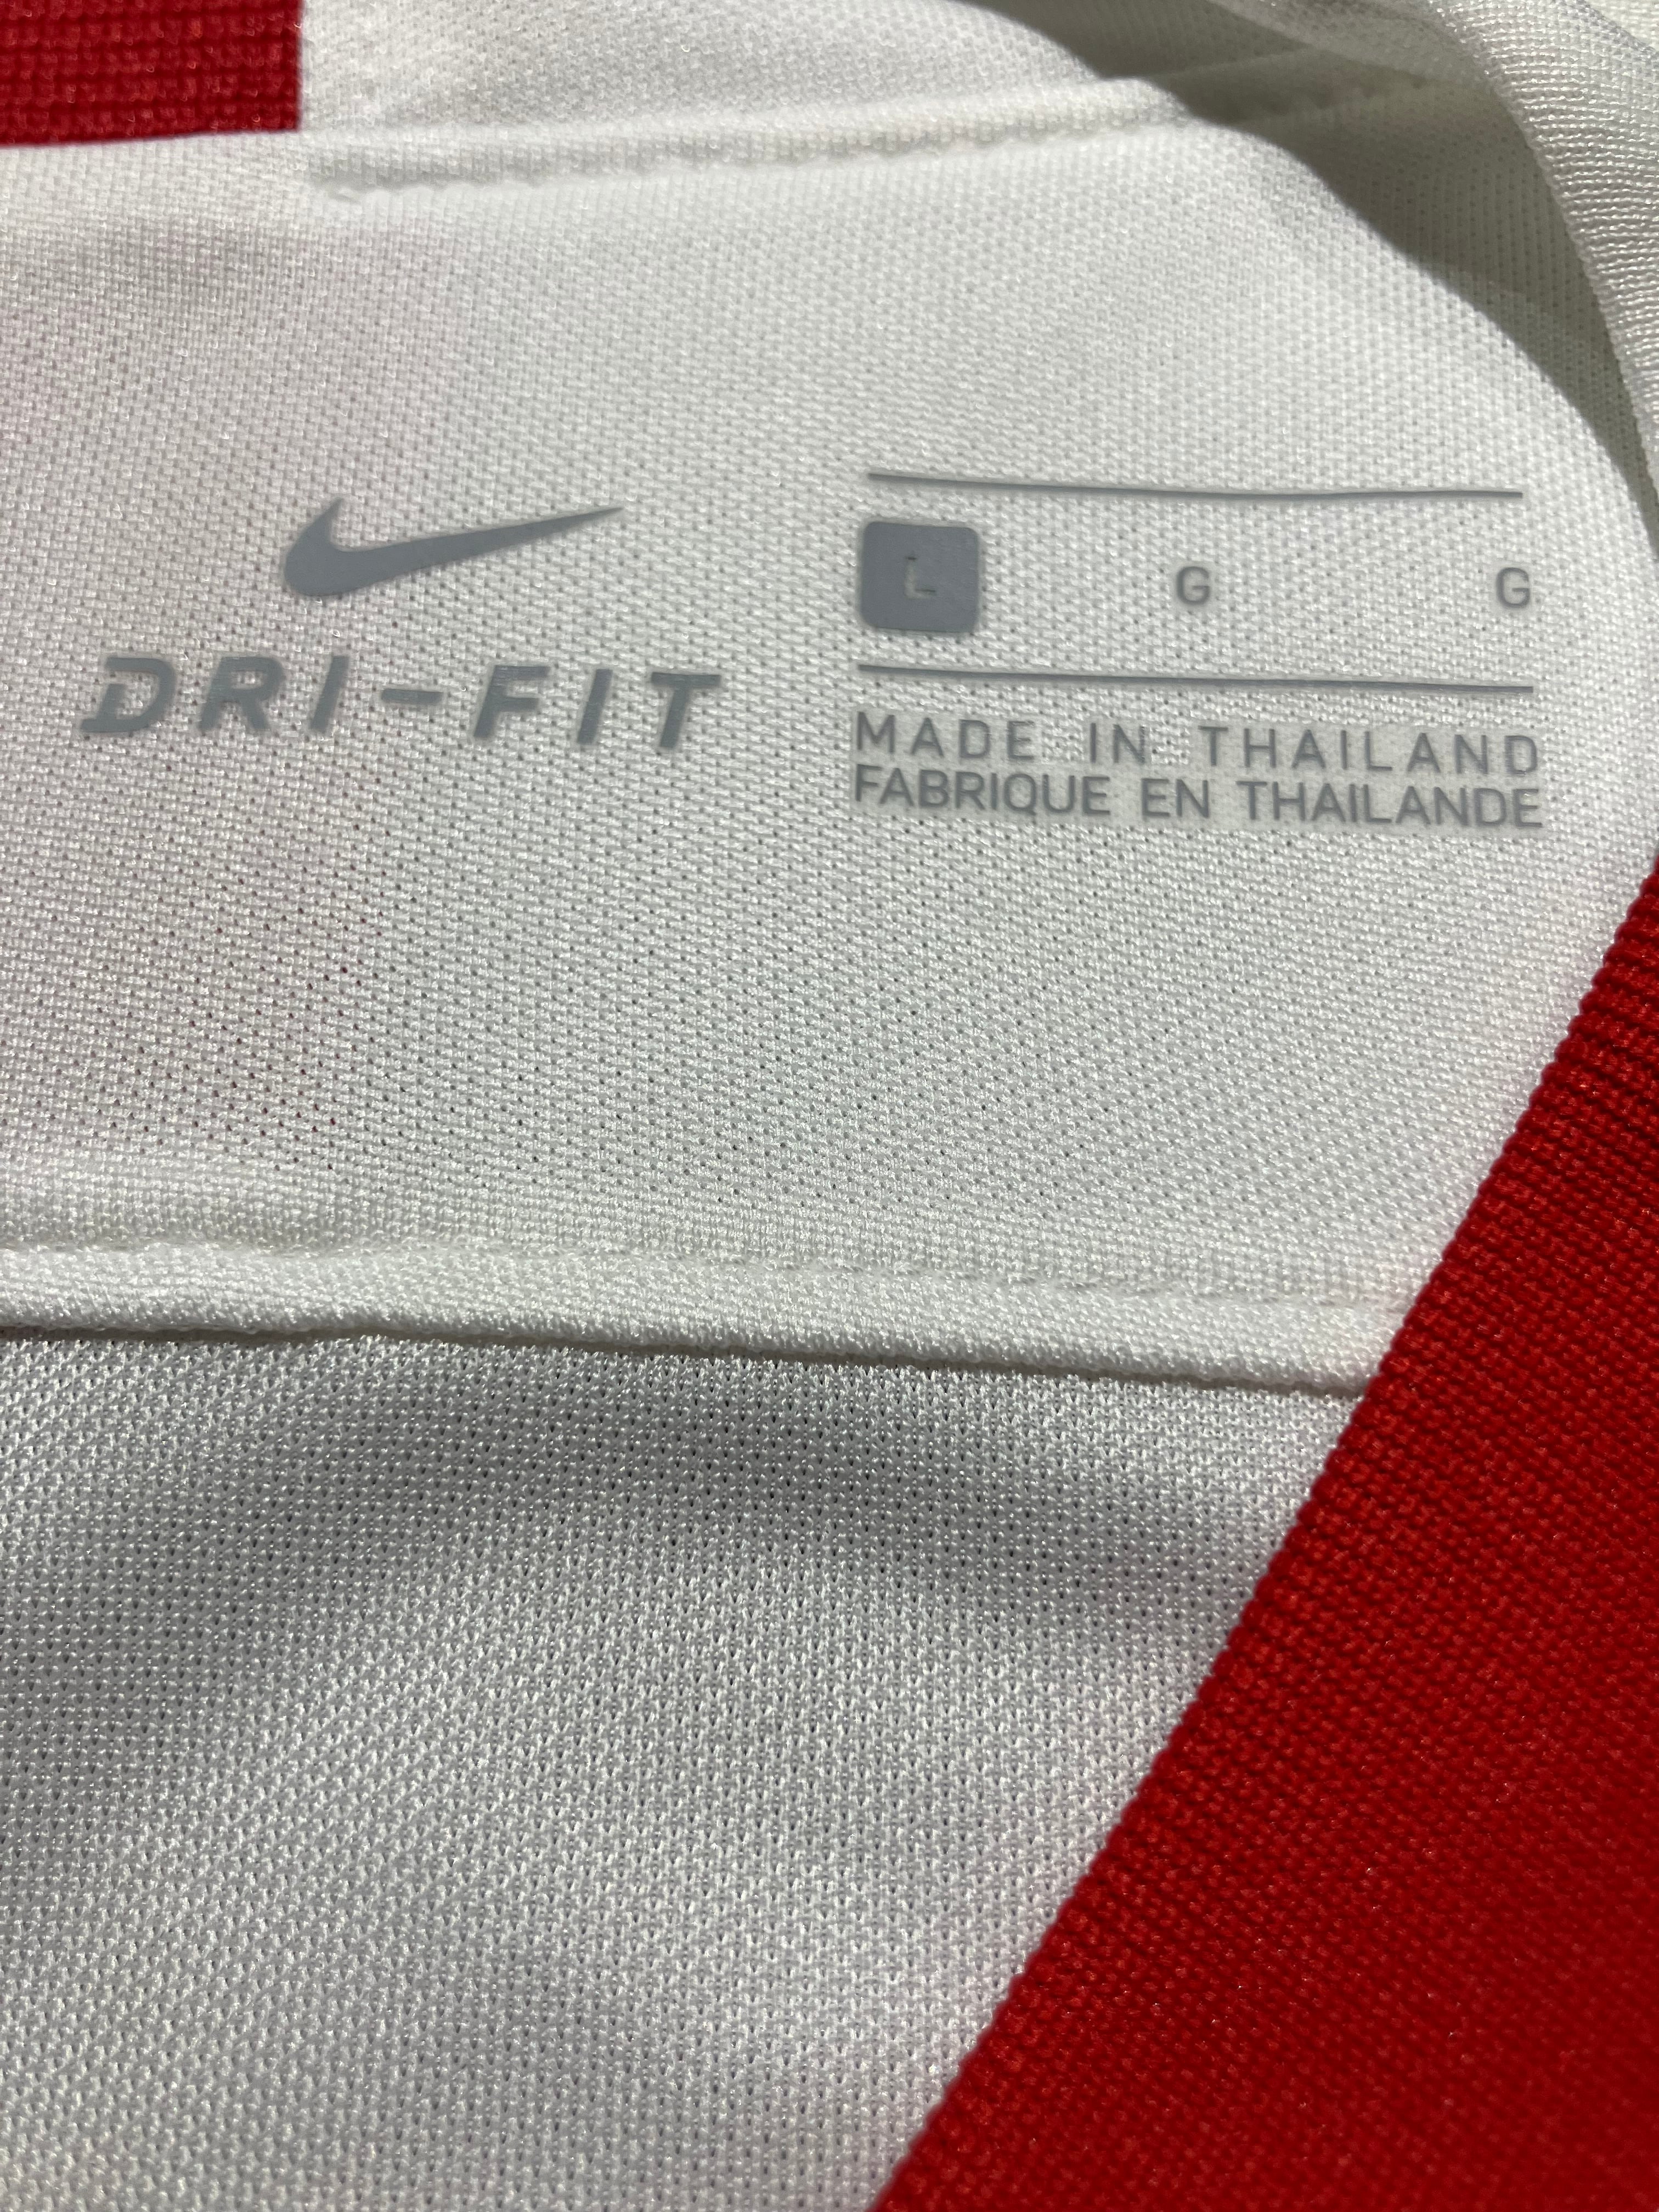 DRI-FIT
L G G
MADE IN THAILAND
FABRIQUE EN THAILANDE